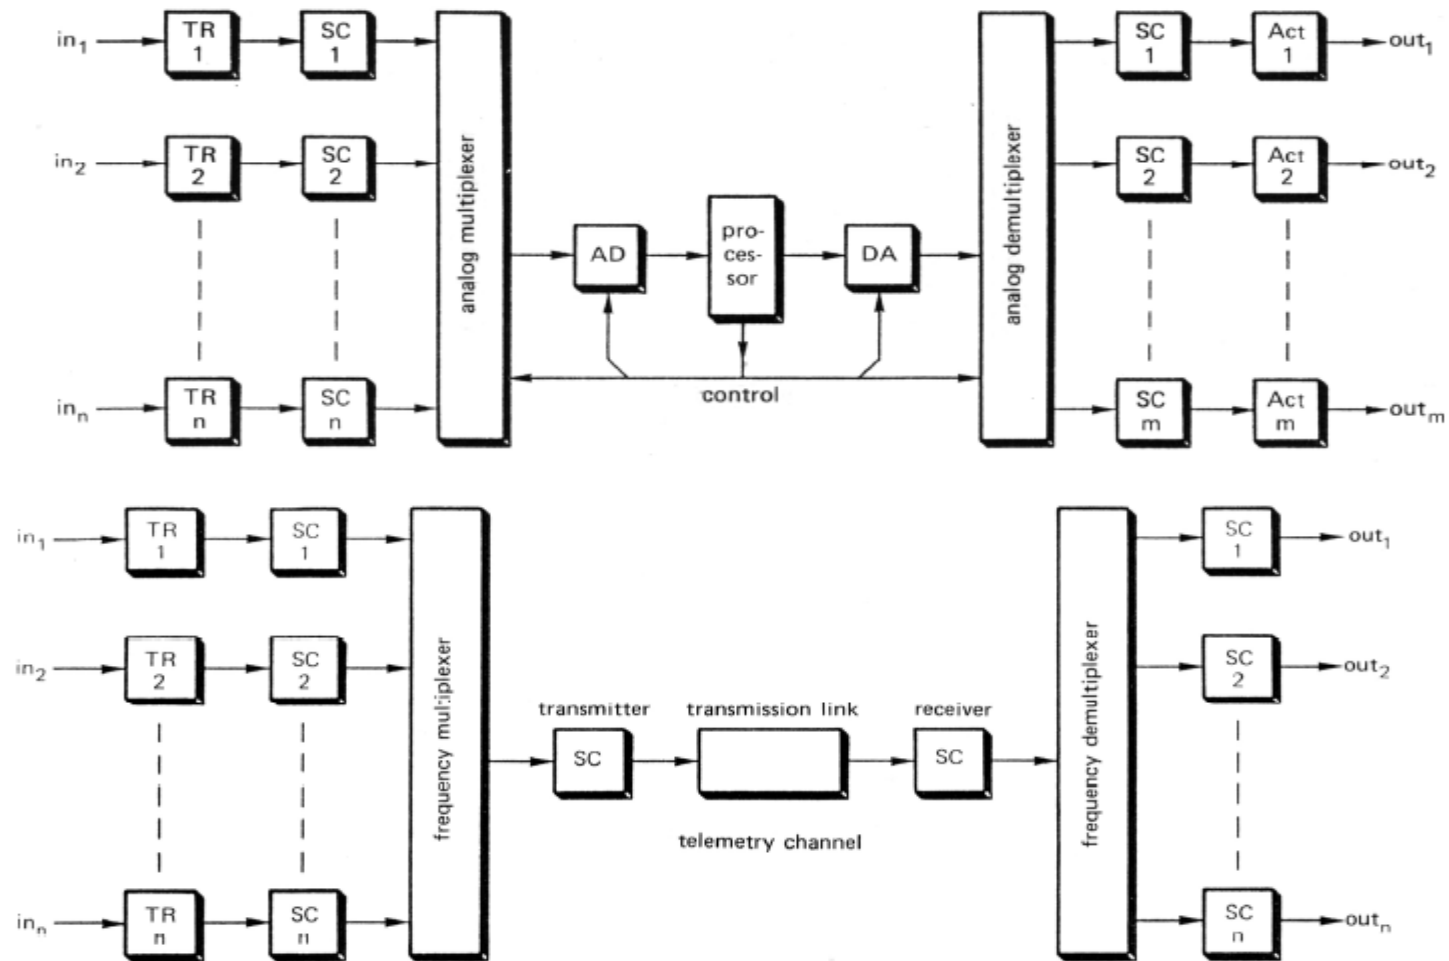 in1 TR 1 SC 1
in2 TR 2 SC 2
inn TR n SC n
analog multiplexer
AD
pro-
ces-
sor
DA
control
analog demultiplexer
SC 1 Act 1 out1
SC 2 Act 2 out2
SC m Act m outm
in1 TR 1 SC 1
in2 TR 2 SC 2
inn TR n SC n
frequency multiplexer
transmitter
SC
transmission link
receiver
SC
telemetry channel
frequency demultiplexer
SC 1 out1
SC 2 out2
SC n outn